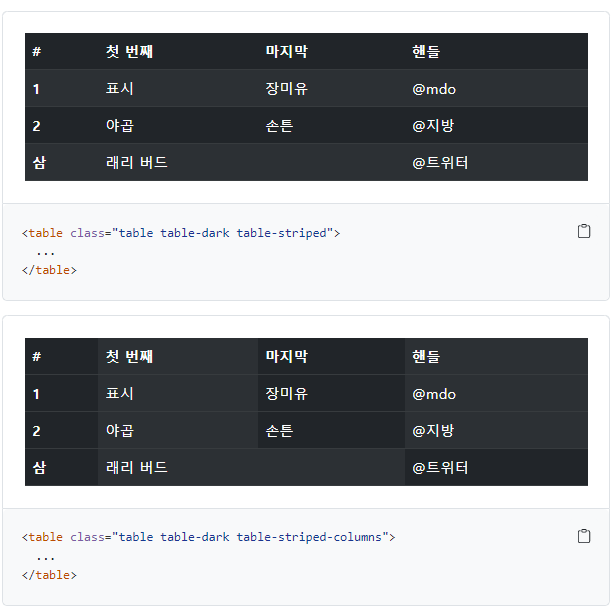 # 첫 번째 마지막 핸들
1 표시 장미유 @mdo
2 야곱 손튼 @지방
삼 래리 버드 @트위터
<table class="table table-dark table-striped">
...
</table>
# 첫 번째 마지막 핸들
1 표시 장미유 @mdo
2 야곱 손튼 @지방
삼 래리 버드 @트위터
<table class="table table-dark table-striped-columns">
...
</table>